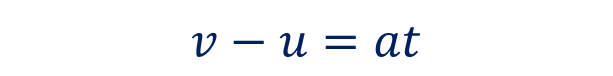 v − u = at